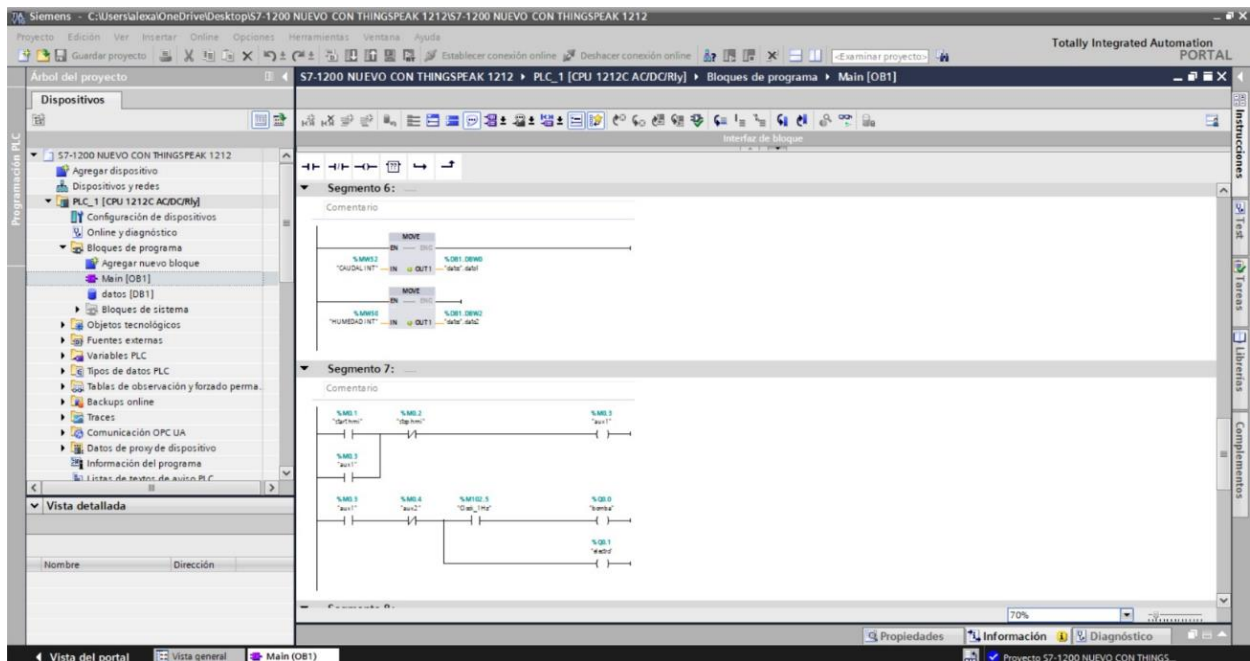 Siemens - C:\Users\alexa\OneDrive\Desktop\S7-1200 NUEVO CON THINGSPEAK 1212\S7-1200 NUEVO CON THINGSPEAK 1212
Proyecto Edición Ver Insertar Online Opciones Herramientas Ventana Ayuda
Guardar proyecto Establecer conexión online Deshacer conexión online <Examinar proyecto>
Totally Integrated Automation
PORTAL
Árbol del proyecto
S7-1200 NUEVO CON THINGSPEAK 1212 PLC_1 [CPU 1212C AC/DC/Rly] Bloques de programa Main [OB1]
Dispositivos
Programación PLC
Interfaz de bloque
S7-1200 NUEVO CON THINGSPEAK 1212
Agregar dispositivo
Dispositivos y redes
PLC_1 [CPU 1212C AC/DC/Rly]
Configuración de dispositivos
Online y diagnóstico
Bloques de programa
Agregar nuevo bloque
Main [OB1]
datos [DB1]
Bloques de sistema
Objetos tecnológicos
Fuentes externas
Variables PLC
Tipos de datos PLC
Tablas de observación y forzado perma..
Backups online
Traces
Comunicación OPC UA
Datos de proxy de dispositivo
Información del programa
Listas de textos de aviso PLC
Vista detallada
Nombre Dirección
Segmento 6:
Comentario
MOVE
EN ENO
%MW52 %DB1.DBW0
"CAUDAL INT" IN OUT1
MOVE
EN ENO
%DB1.DBW2
"HUMEDAD INT" IN OUT1
Segmento 7:
Comentario
%M0.1 %M0.2 %M0.3
"start hmi" "stop hmi" "aux1"
%M0.3
"aux1"
%M0.3 %M0.4 %M102.5 %Q0.0
"aux1" "aux2" "Clock_1Hz" "bomba"
%Q0.1
"electro"
Segmento 8:
70%
Propiedades Información Diagnóstico
Instrucciones
Test
Tareas
Librerías
Complementos
Vista del portal Vista general Main (OB1)
Proyecto S7-1200 NUEVO CON THINGS...